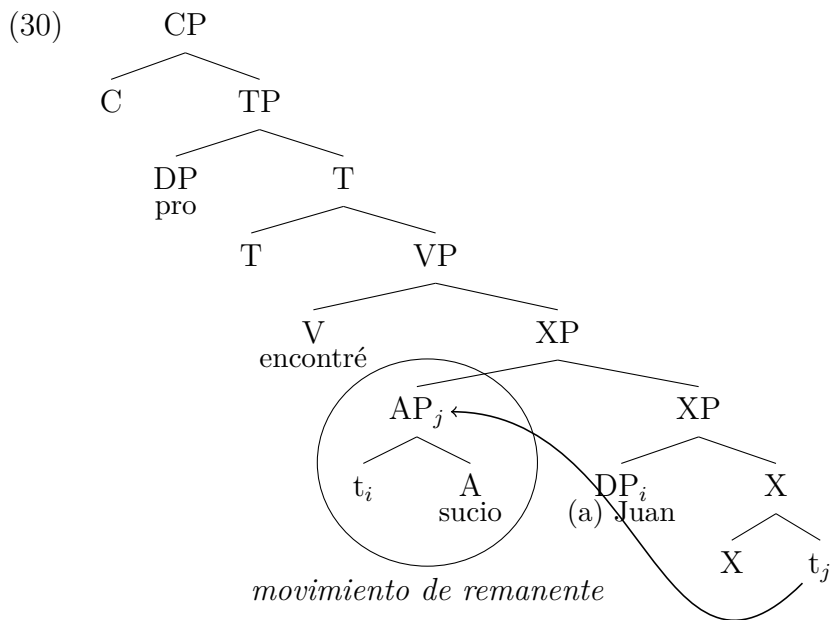 (30) CP
C TP
DP T
pro
T VP
V XP
encontré
AP_j XP
t_i A DP_i X
sucio (a) Juan
X t_j
movimiento de remanente